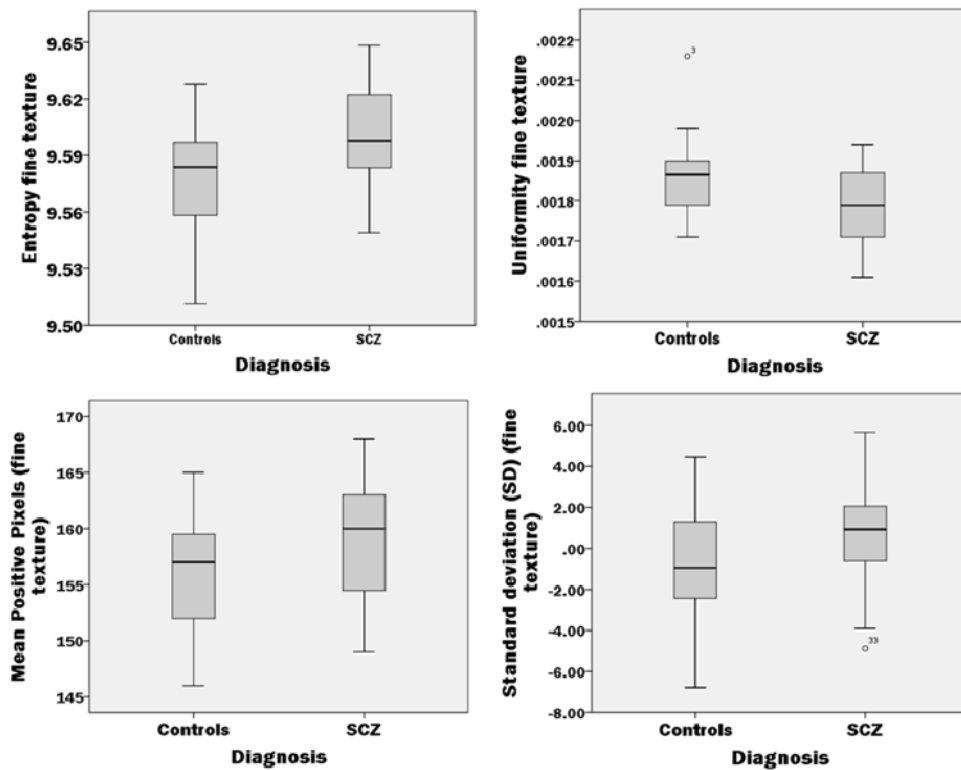 Entropy fine texture
9.65
9.62
9.59
9.56
9.53
9.50
Controls
SCZ
Diagnosis
Uniformity fine texture
.0022
.0021
.0020
.0019
.0018
.0017
.0016
.0015
3
Controls
SCZ
Diagnosis
Mean Positive Pixels (fine
texture)
170
165
160
155
150
145
Controls
SCZ
Diagnosis
Standard deviation (SD) (fine
texture)
6.00
4.00
2.00
.00
-2.00
-4.00
-6.00
-8.00
Controls
SCZ
Diagnosis